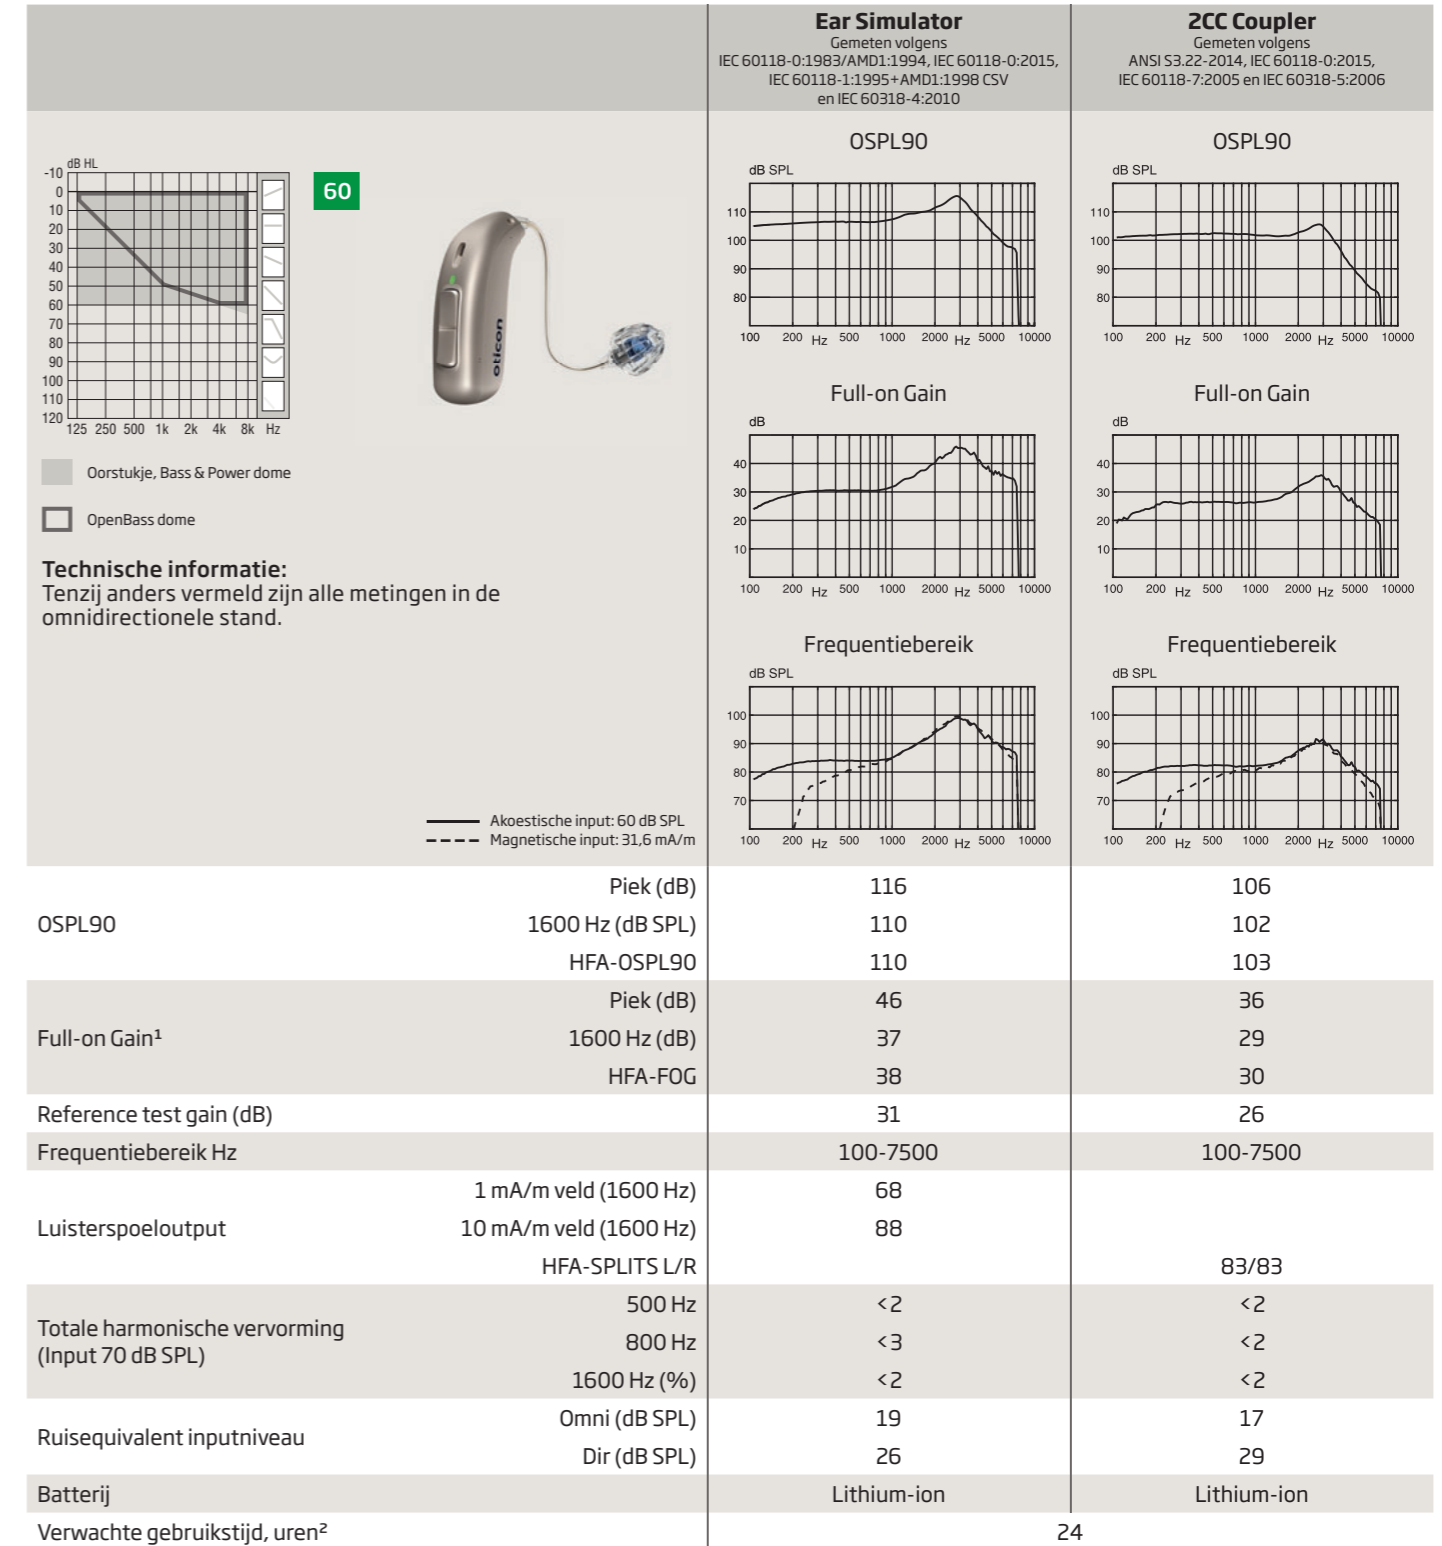 Ear Simulator
Gemeten volgens
IEC 60118-0:1983/AMD1:1994, IEC 60118-0:2015,
IEC 60118-1:1995+AMD1:1998 CSV
en IEC 60318-4:2010
2CC Coupler
Gemeten volgens
ANSI S3.22-2014, IEC 60118-0:2015,
IEC 60118-7:2005 en IEC 60318-5:2006
dB HL
-10
0
10
20
30
40
50
60
70
80
90
100
110
120
125 250 500 1k 2k 4k 8k Hz
60
oticon
Oorstukje, Bass & Power dome
OpenBass dome
Technische informatie:
Tenzij anders vermeld zijn alle metingen in de
omnidirectionele stand.
Akoestische input: 60 dB SPL
Magnetische input: 31,6 mA/m
OSPL90
dB SPL
110
100
90
80
100 200 Hz 500 1000 2000 Hz 5000 10000
Full-on Gain
dB
40
30
20
10
100 200 Hz 500 1000 2000 Hz 5000 10000
Frequentiebereik
dB SPL
100
90
80
70
100 200 Hz 500 1000 2000 Hz 5000 10000
OSPL90
dB SPL
110
100
90
80
100 200 Hz 500 1000 2000 Hz 5000 10000
Full-on Gain
dB
40
30
20
10
100 200 Hz 500 1000 2000 Hz 5000 10000
Frequentiebereik
dB SPL
100
90
80
70
100 200 Hz 500 1000 2000 Hz 5000 10000
OSPL90
Piek (dB) 116 106
1600 Hz (dB SPL) 110 102
HFA-OSPL90 110 103
Full-on Gain¹
Piek (dB) 46 36
1600 Hz (dB) 37 29
HFA-FOG 38 30
Reference test gain (dB) 31 26
Frequentiebereik Hz 100-7500 100-7500
Luisterspoeloutput
1 mA/m veld (1600 Hz) 68
10 mA/m veld (1600 Hz) 88
HFA-SPLITS L/R 83/83
Totale harmonische vervorming
(Input 70 dB SPL)
500 Hz <2 <2
800 Hz <3 <2
1600 Hz (%) <2 <2
Ruisequivalent inputniveau
Omni (dB SPL) 19 17
Dir (dB SPL) 26 29
Batterij Lithium-ion Lithium-ion
Verwachte gebruikstijd, uren² 24